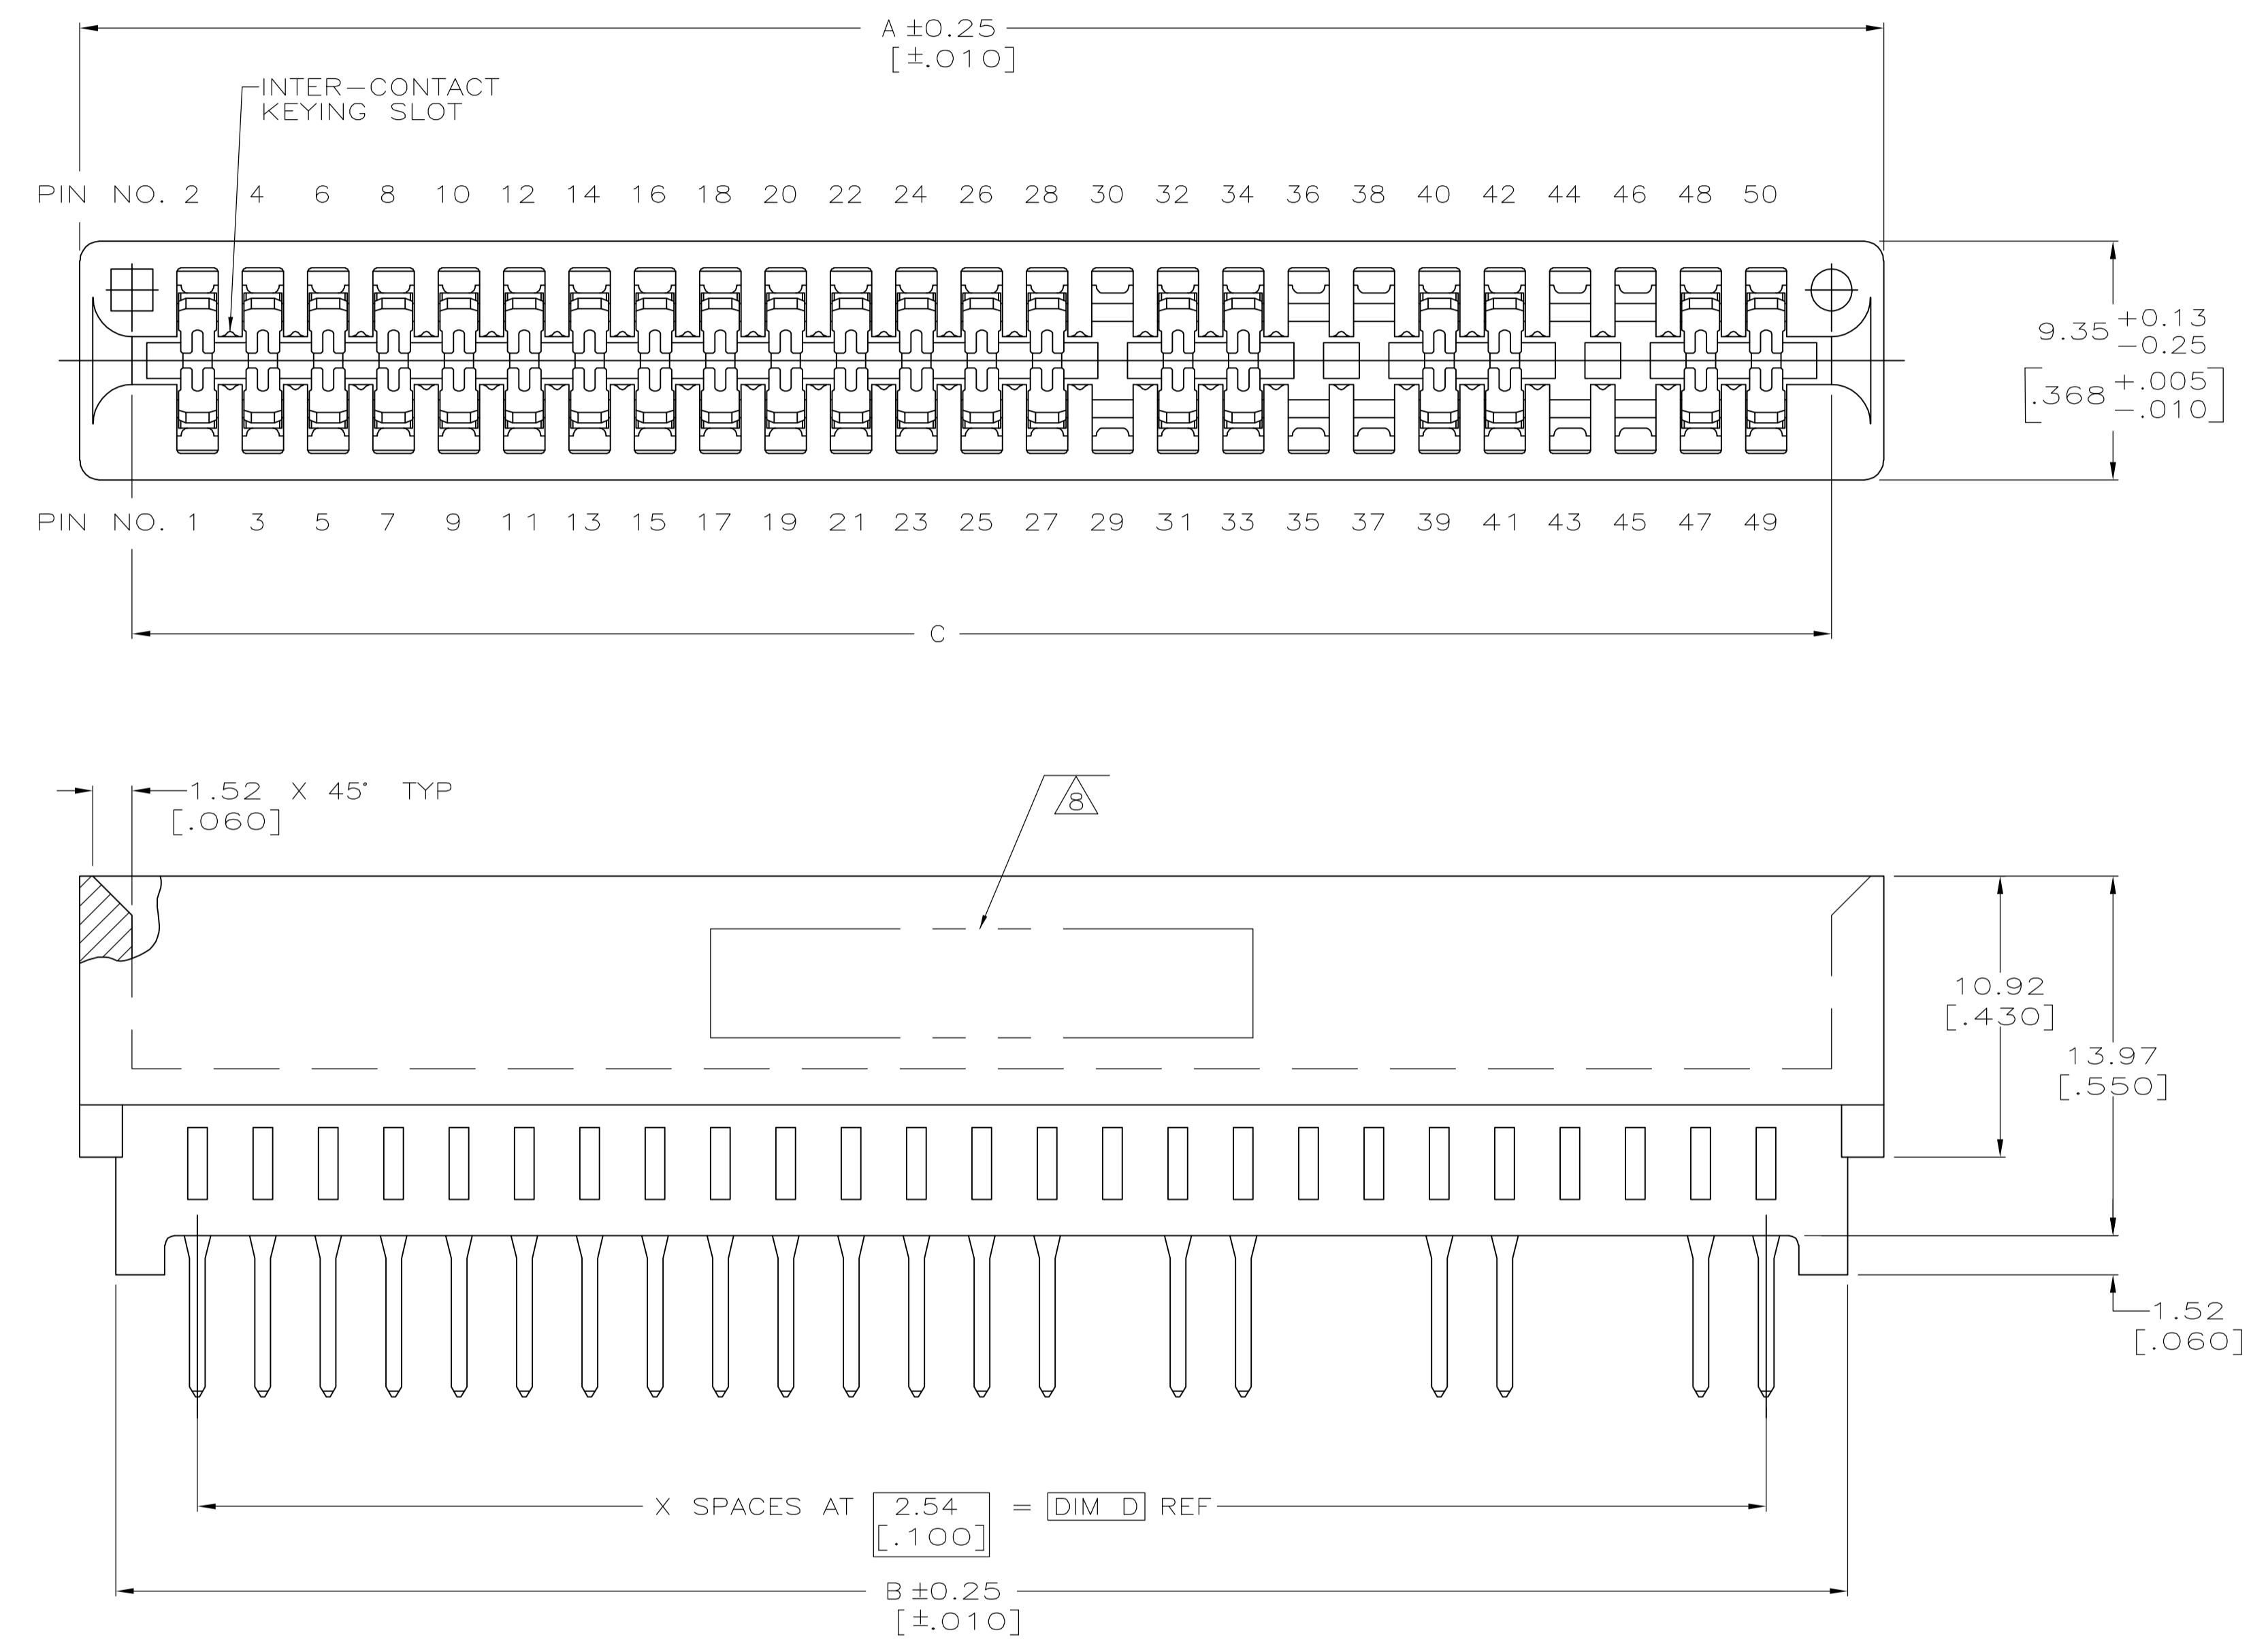 A ±0.25
[±.010]
INTER-CONTACT
KEYING SLOT
PIN NO. 2 4 6 8 10 12 14 16 18 20 22 24 26 28 30 32 34 36 38 40 42 44 46 48 50
9.35 +0.13
-0.25
[.368 +.005
-.010]
PIN NO. 1 3 5 7 9 11 13 15 17 19 21 23 25 27 29 31 33 35 37 39 41 43 45 47 49
C
1.52 X 45° TYP
[.060]
8
10.92
[.430]
13.97
[.550]
1.52
[.060]
X SPACES AT 2.54 = DIM D REF
[.100]
B ±0.25
[±.010]